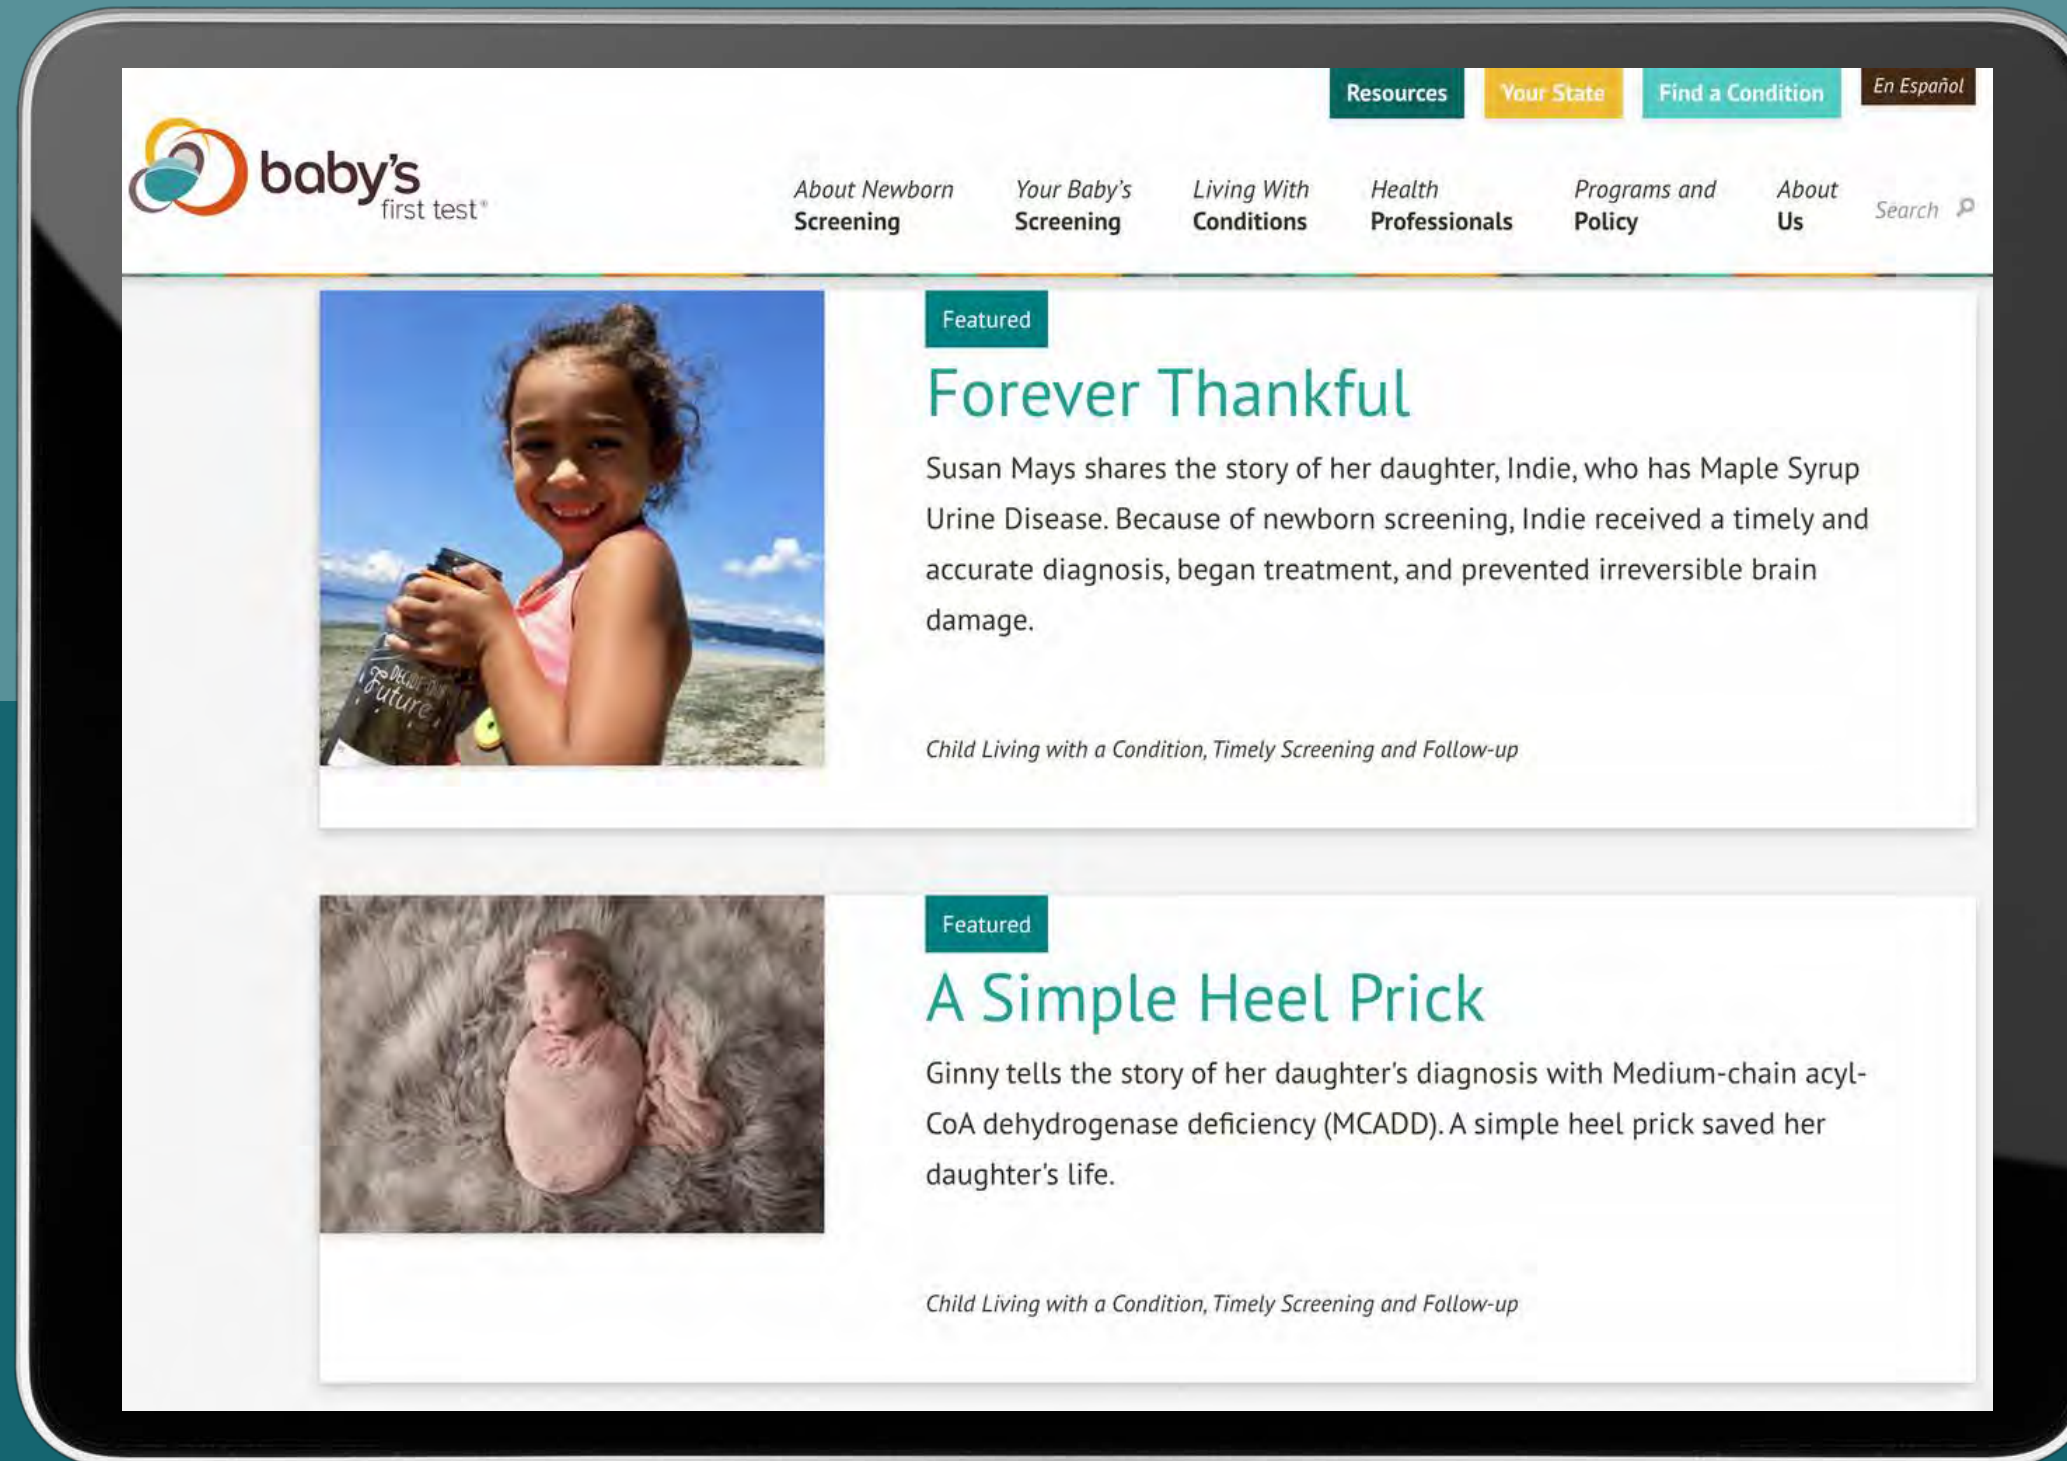 Resources
Your State
Find a Condition
En Español
baby's
first test®
About Newborn
Screening
Your Baby's
Screening
Living With
Conditions
Health
Professionals
Programs and
Policy
About
Us
Search
Featured
Forever Thankful
Susan Mays shares the story of her daughter, Indie, who has Maple Syrup
Urine Disease. Because of newborn screening, Indie received a timely and
accurate diagnosis, began treatment, and prevented irreversible brain
damage.
Child Living with a Condition, Timely Screening and Follow-up
Future
Featured
A Simple Heel Prick
Ginny tells the story of her daughter's diagnosis with Medium-chain acyl-
CoA dehydrogenase deficiency (MCADD). A simple heel prick saved her
daughter's life.
Child Living with a Condition, Timely Screening and Follow-up